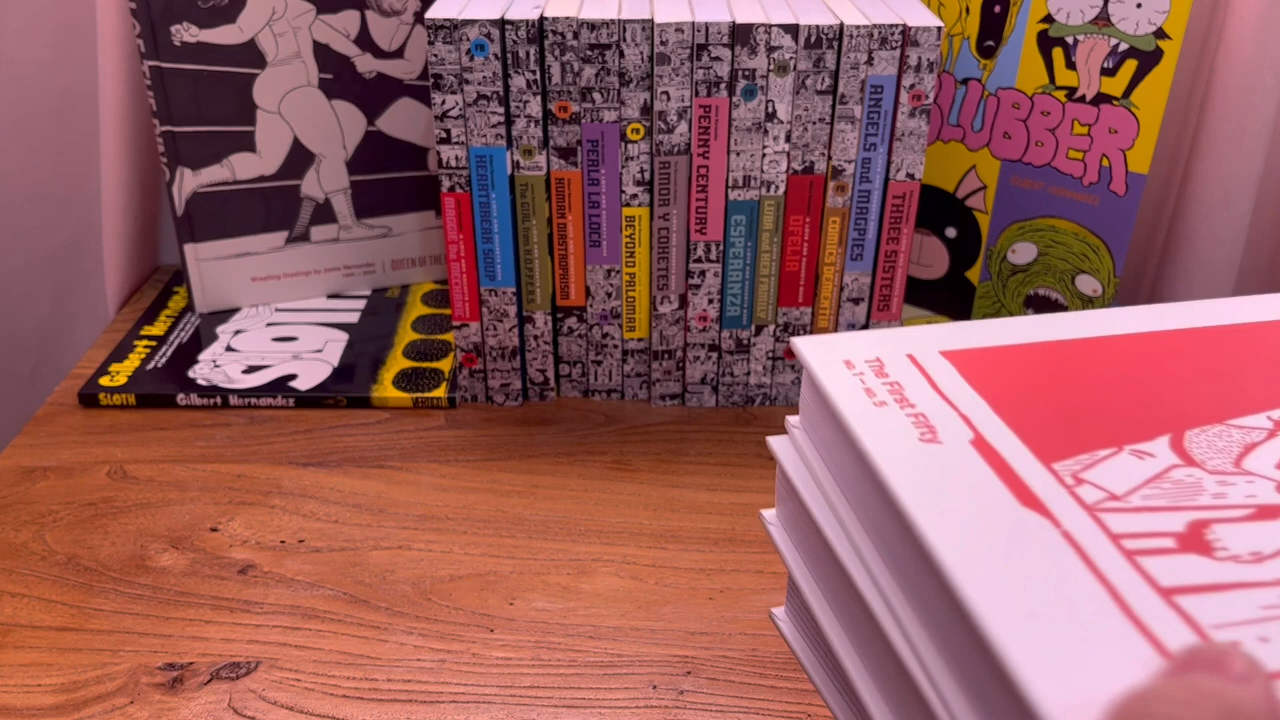 Wrestling Drawings by Jaime Hernandez
QUEEN OF THE
Gilbert Hernandez
SLOTH
SLOTH
Gilbert Hernandez
VERTIGO
MAGGIE the MECHANIC
HEARTBREAK SOUP
The GIRL from H.O.P.P.E.R.S.
HUMAN DIASTROPHISM
PERLA LA LOCA
BEYOND PALOMAR
AMOR Y COHETES
PENNY CENTURY
ESPERANZA
LUBA and HER FAMILY
OFELIA
COMICS DEMENTIA
ANGELS and MAGPIES
THREE SISTERS
BLUBBER
GILBERT HERNANDEZ
The First Fifty
no. 1 – no. 5